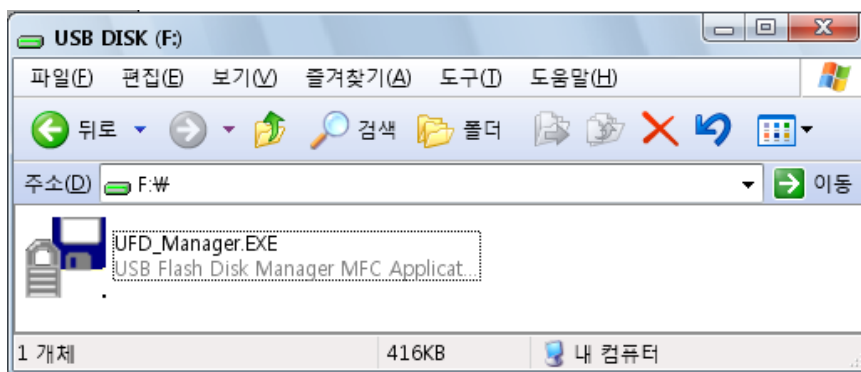 USB DISK (F:)
파일(F) 편집(E) 보기(V) 즐겨찾기(A) 도구(T) 도움말(H)
뒤로 검색 폴더
주소(D) F:₩ 이동
UFD_Manager.EXE
USB Flash Disk Manager MFC Applicat...
1 개체 416KB 내 컴퓨터